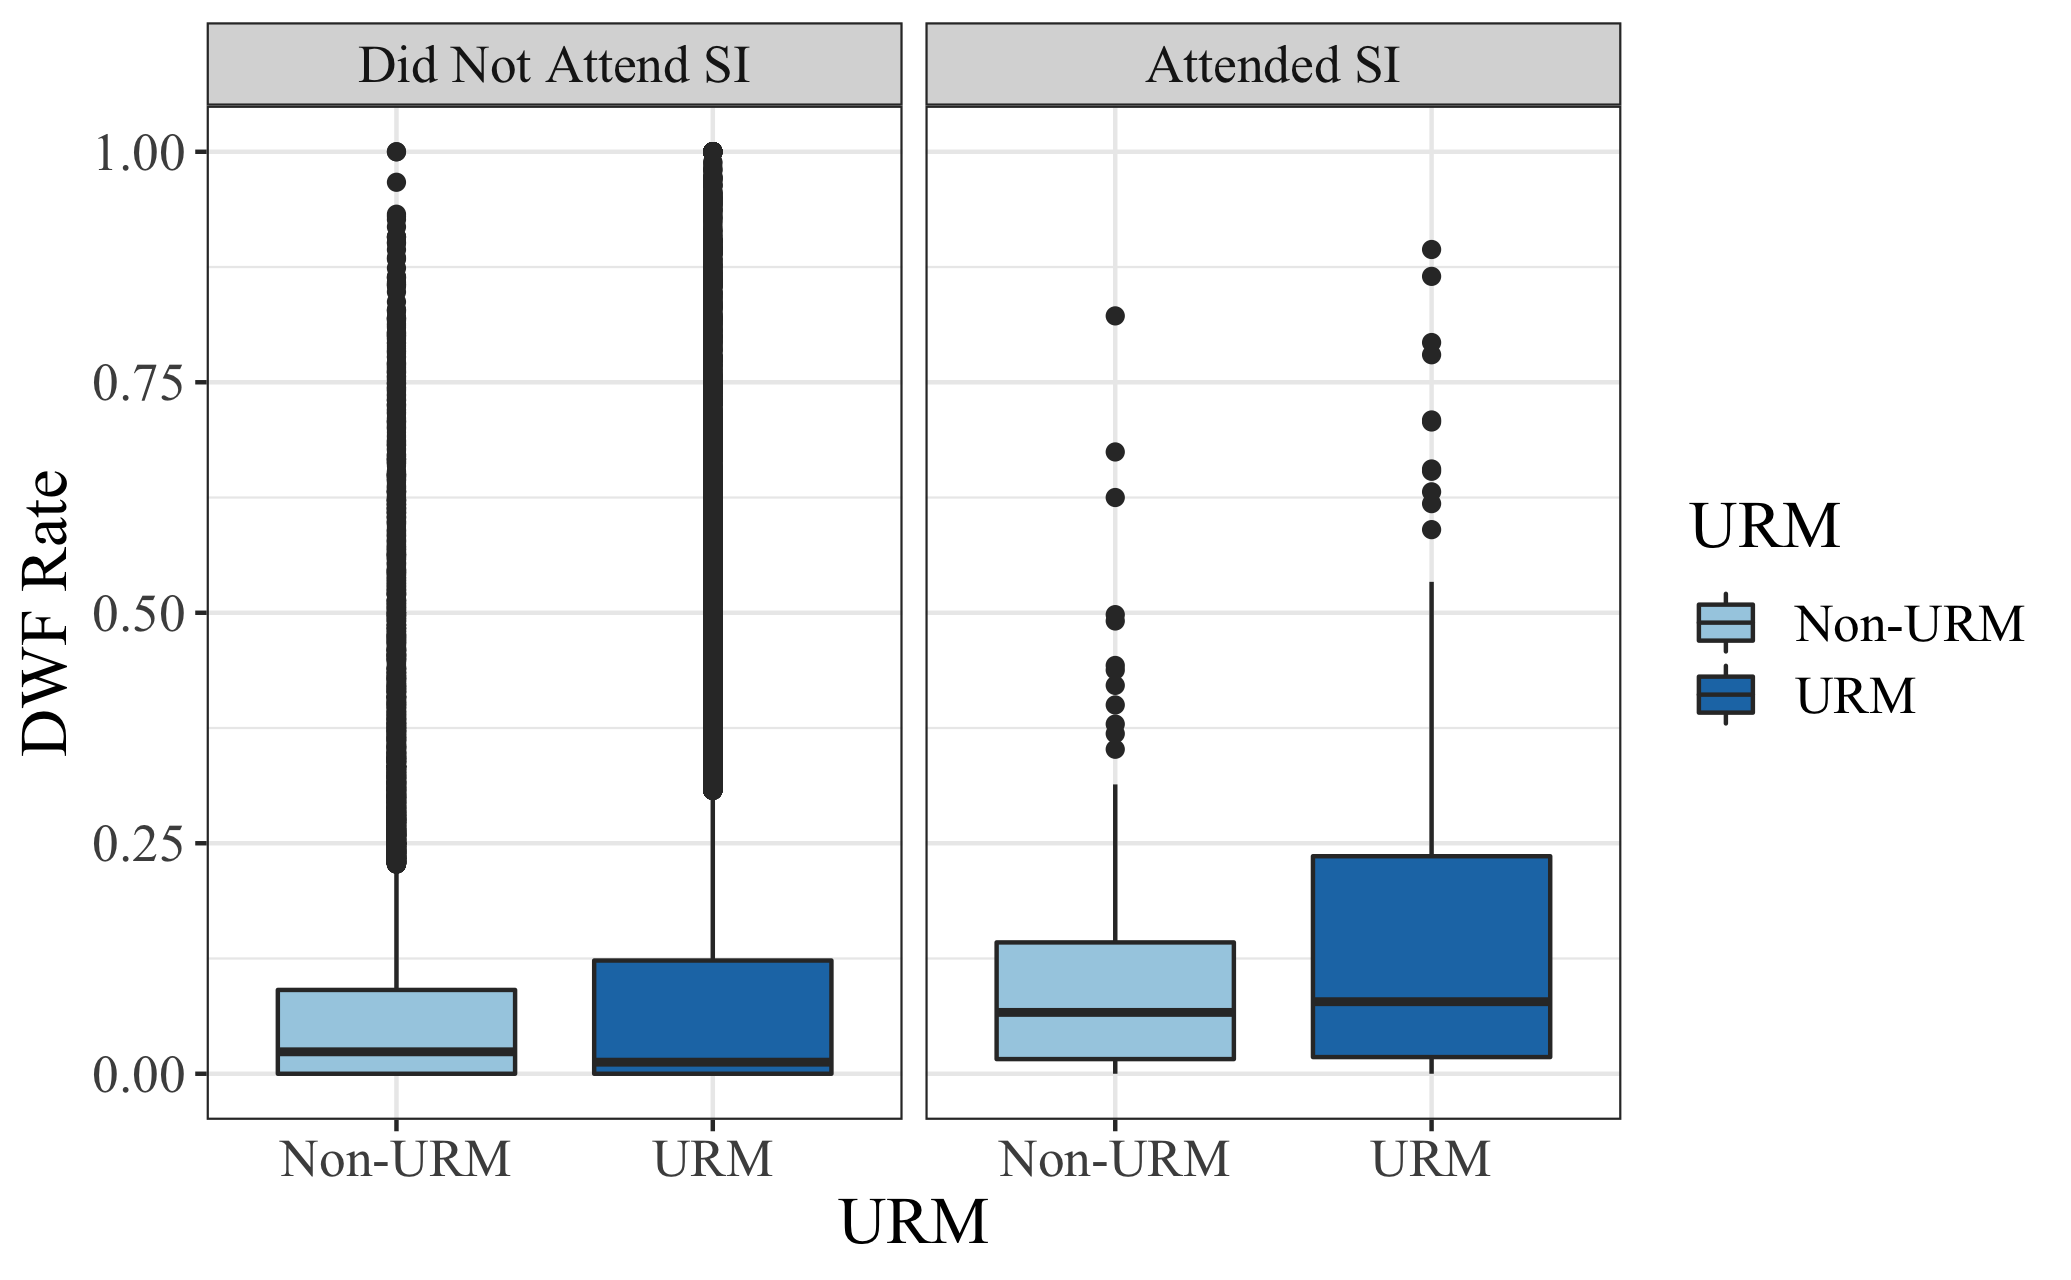 Did Not Attend SI
Attended SI
1.00
0.75
0.50
0.25
0.00
DWF Rate
Non-URM
URM
Non-URM
URM
URM
URM
Non-URM
URM